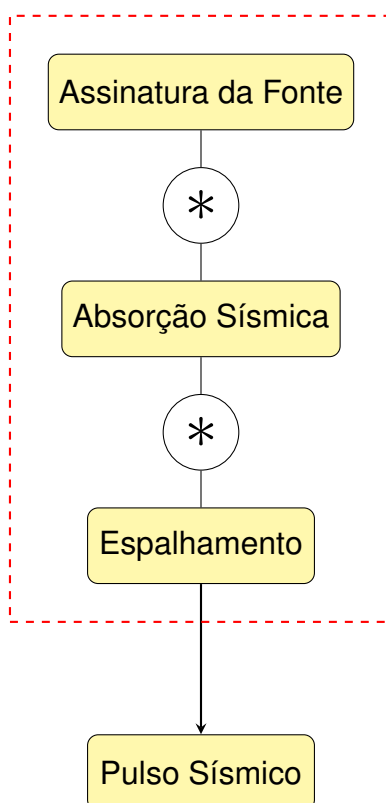 Assinatura da Fonte
*
Absorção Sísmica
*
Espalhamento
Pulso Sísmico